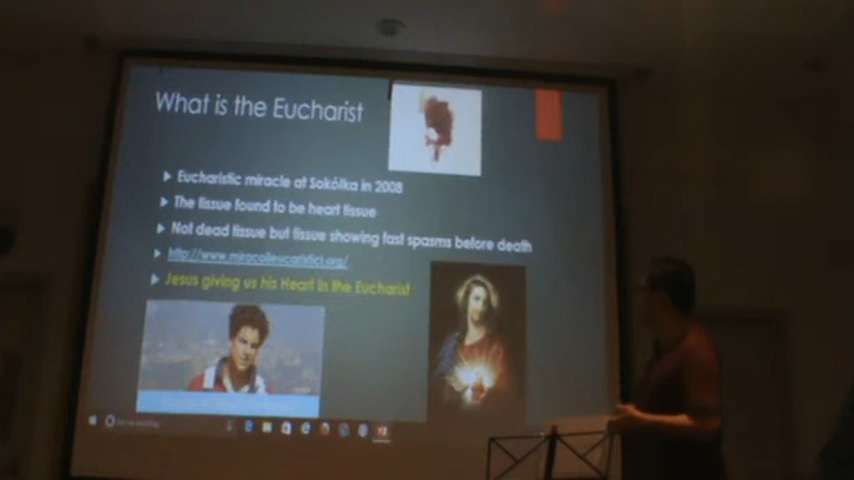 What is the Eucharist
Eucharistic miracle at Sokólka in 2008
The tissue found to be heart tissue
Not dead tissue but tissue showing fast spasms before death
http://www.miracolieucaristici.org/
Jesus giving us his Heart in the Eucharist